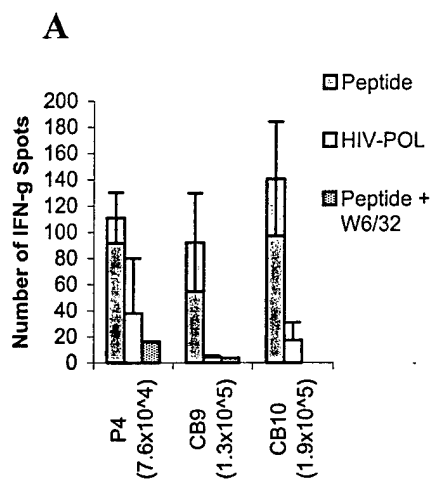 A
Peptide
HIV-POL
Peptide +
W6/32
Number of IFN-g Spots
200
180
160
140
120
100
80
60
40
20
0
P4
(7.6x10^4)
CB9
(1.3x10^5)
CB10
(1.9x10^5)